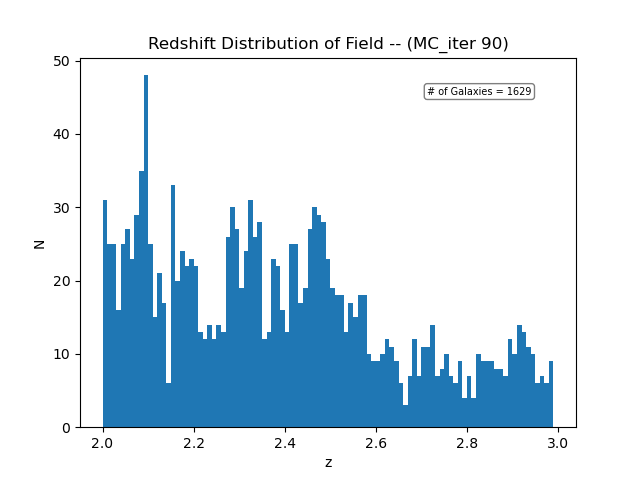 Redshift Distribution of Field -- (MC_iter 90)
# of Galaxies = 1629
50
40
30
20
10
0
N
2.0 2.2 2.4 2.6 2.8 3.0
z